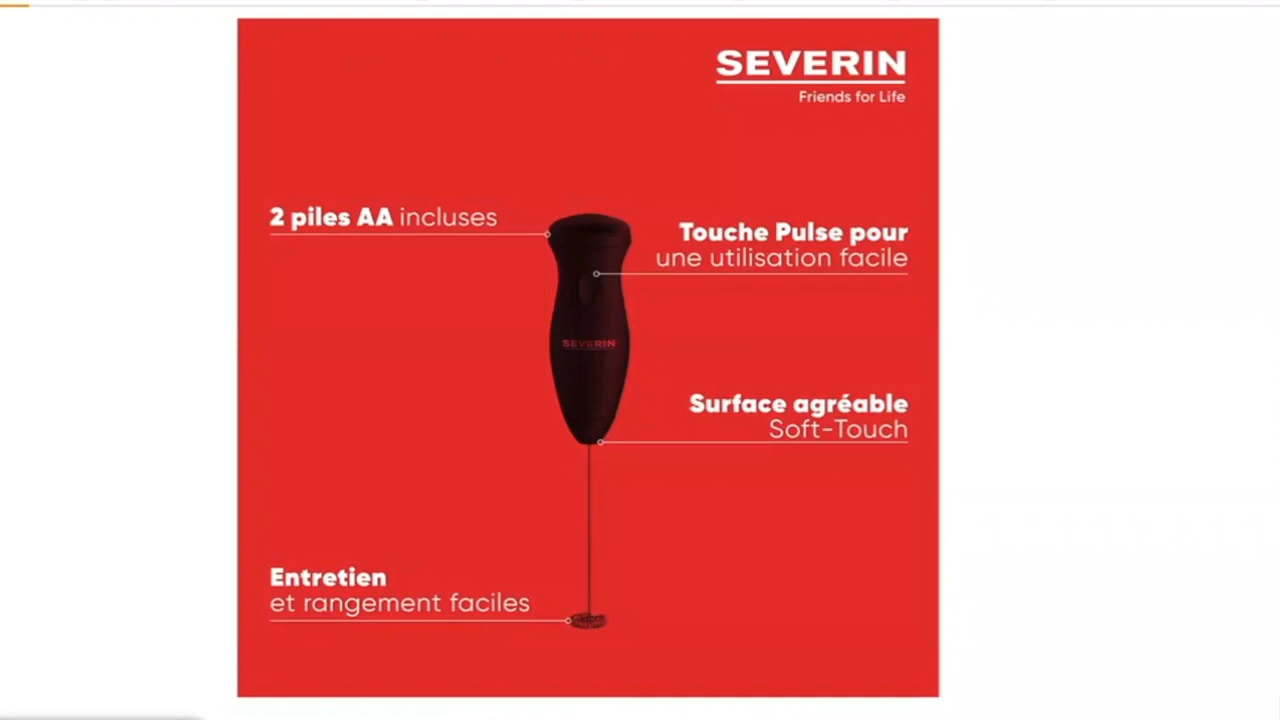 SEVERIN
Friends for Life
2 piles AA incluses
Touche Pulse pour
une utilisation facile
SEVERIN
Surface agréable
Soft-Touch
Entretien
et rangement faciles